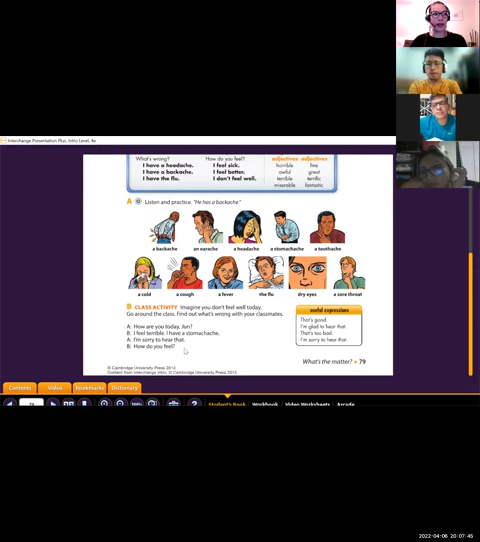 Interchange Presentation Plus. Intro Level. 4e
What's wrong? How do you feel? adjectives adjectives
I have a headache. I feel sick. horrible fine
I have a backache. I feel better. awful great
I have the flu. I don't feel well. terrible terrific
miserable fantastic
A Listen and practice. "He has a backache."
a backache an earache a headache a stomachache a toothache
a cold a cough a fever the flu dry eyes a sore throat
B CLASS ACTIVITY Imagine you don't feel well today.
Go around the class. Find out what's wrong with your classmates.
A: How are you today, Jun?
B: I feel terrible. I have a stomachache.
A: I'm sorry to hear that.
B: How do you feel?
useful expressions
That's good.
I'm glad to hear that.
That's too bad.
I'm sorry to hear that.
What's the matter? • 79
© Cambridge University Press 2013
Content from Interchange Intro, © Cambridge University Press 2013
Contents Video Bookmarks Dictionary
Student's Book Workbook Video Worksheets Arcade
2022-04-06 20:07:45